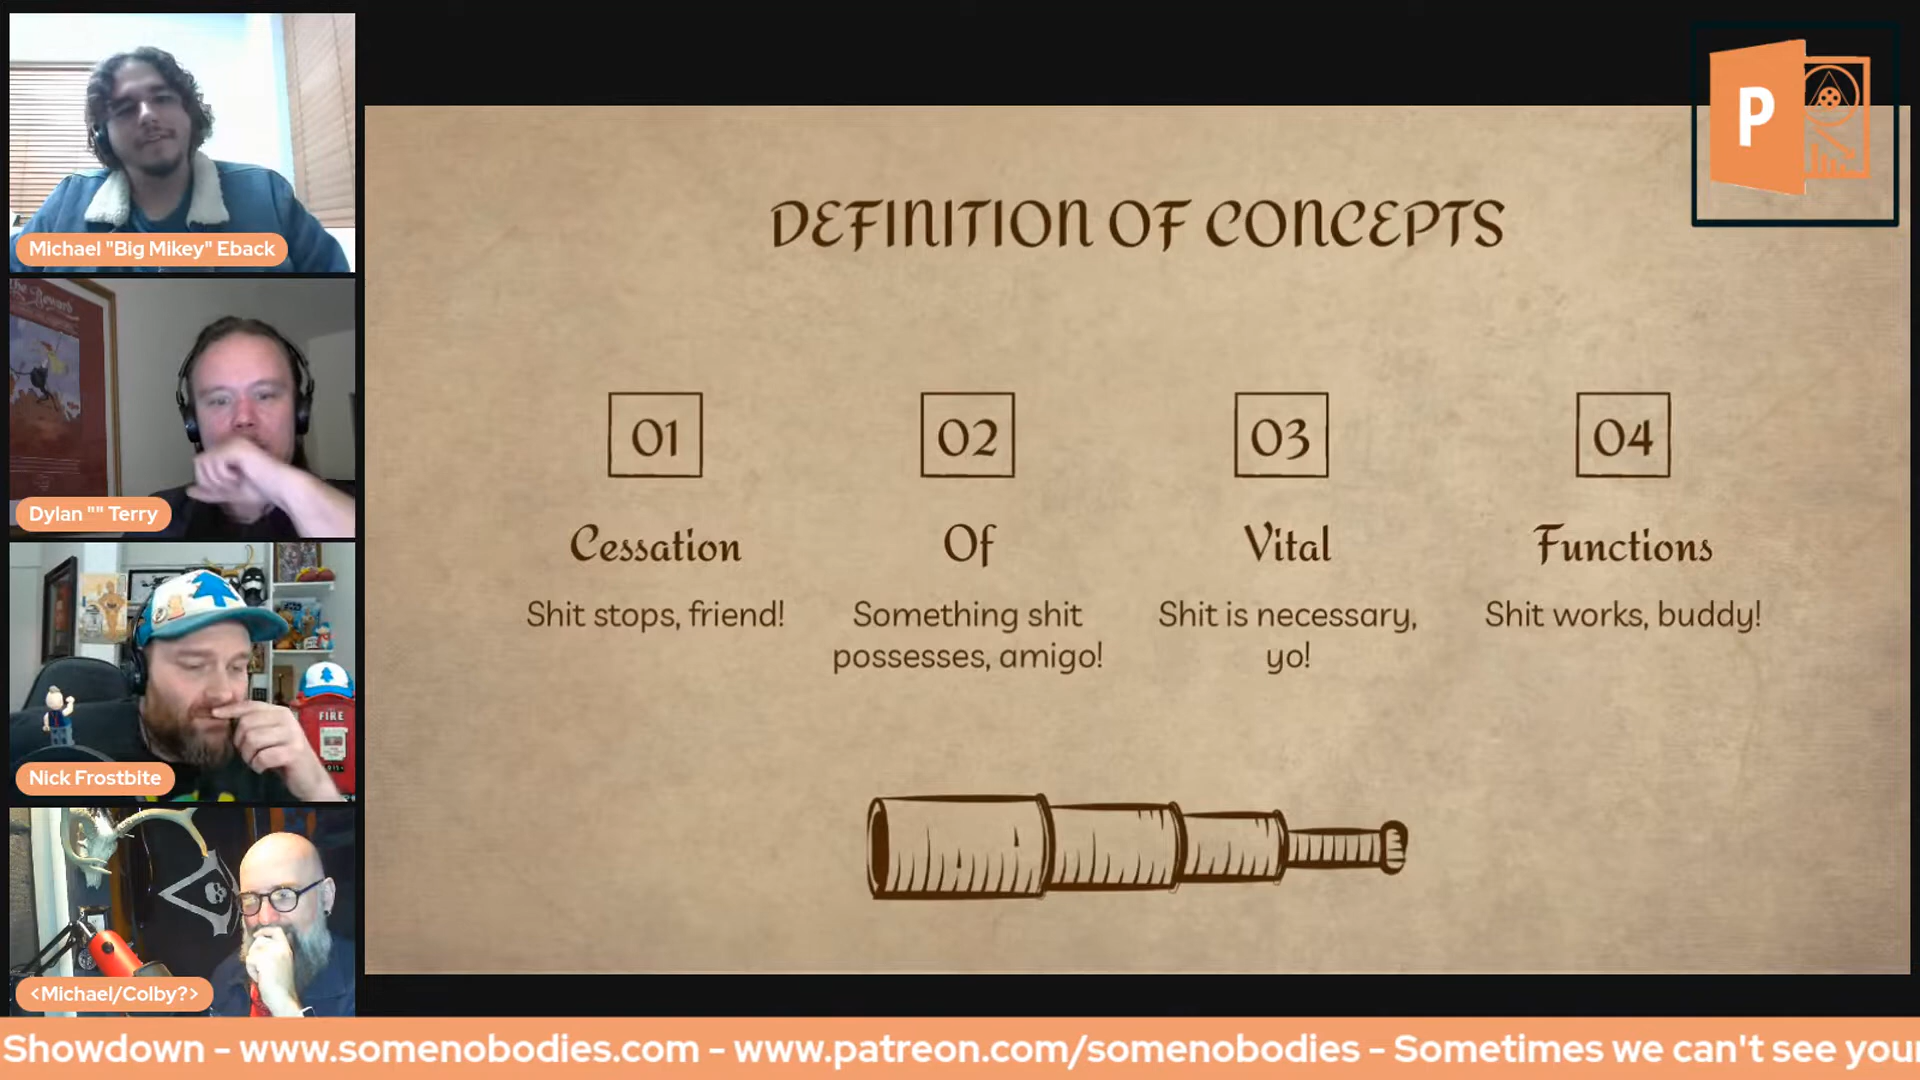 Michael "Big Mikey" Eback
Dylan "" Terry
FIRE
Nick Frostbite
<Michael/Colby?>
P
DEFINITION OF CONCEPTS
01
Cessation
Shit stops, friend!
02
Of
Something shit
possesses, amigo!
03
Vital
Shit is necessary,
yo!
04
Functions
Shit works, buddy!
Showdown - www.somenobodies.com - www.patreon.com/somenobodies - Sometimes we can't see your